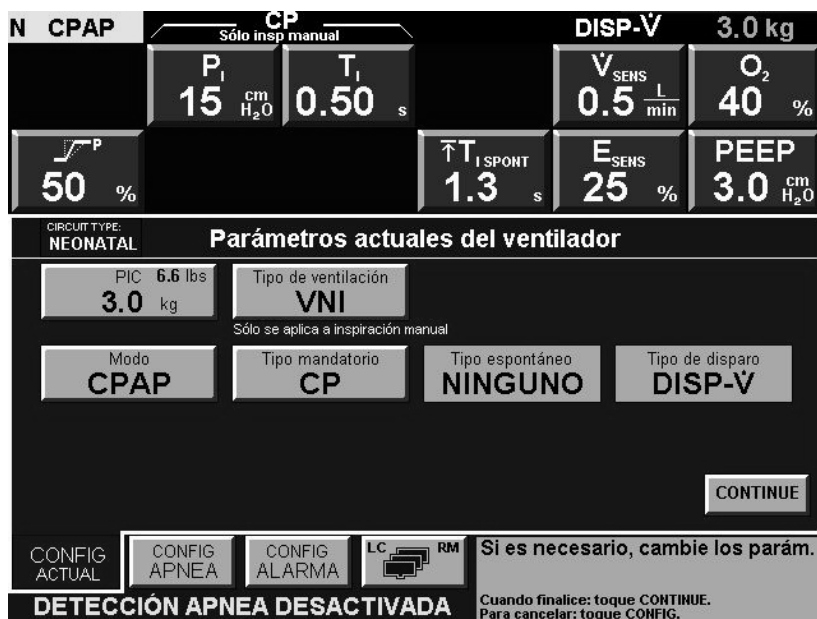 N CPAP
CP
Sólo insp manual
DISP-V̇
3.0 kg
PI
15 cm H₂O
TI
0.50 s
V̇SENS
0.5 L/min
O₂
40 %
P
50 %
↑TI SPONT
1.3 s
ESENS
25 %
PEEP
3.0 cm H₂O
CIRCUIT TYPE:
NEONATAL
Parámetros actuales del ventilador
PIC 6.6 lbs
3.0 kg
Tipo de ventilación
VNI
Sólo se aplica a inspiración manual
Modo
CPAP
Tipo mandatorio
CP
Tipo espontáneo
NINGUNO
Tipo de disparo
DISP-V̇
CONTINUE
CONFIG
ACTUAL
CONFIG
APNEA
CONFIG
ALARMA
LC RM
Si es necesario, cambie los parám.
DETECCIÓN APNEA DESACTIVADA
Cuando finalice: toque CONTINUE.
Para cancelar: toque CONFIG.